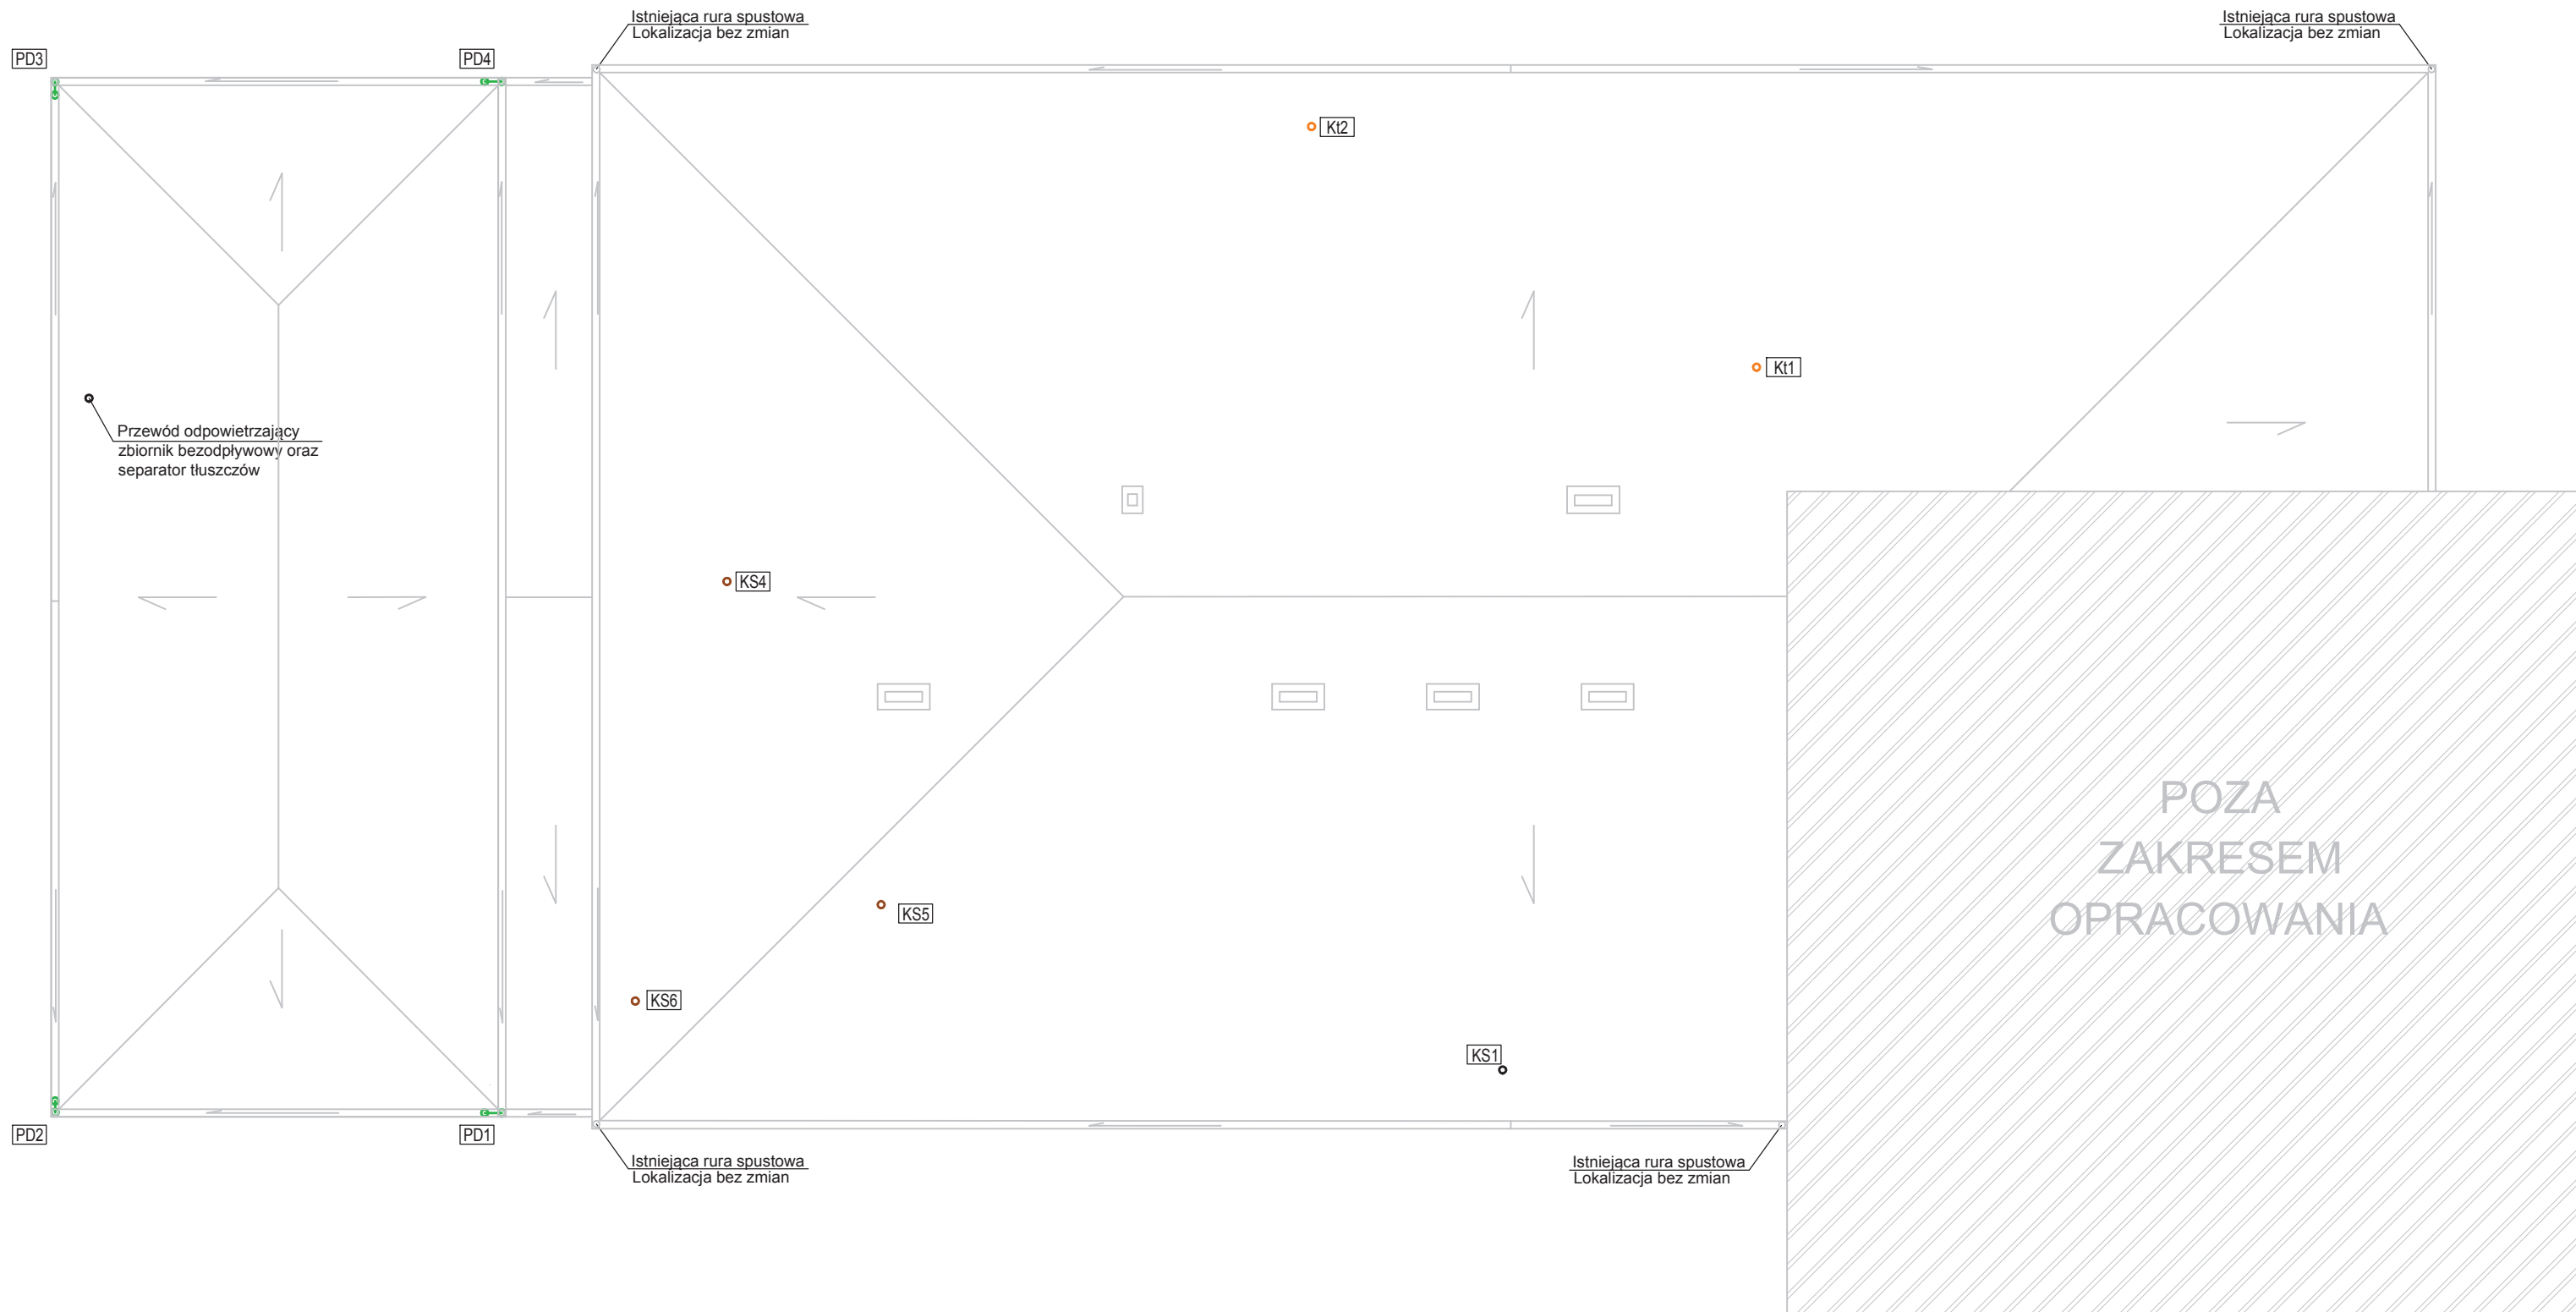 Istniejąca rura spustowa
Lokalizacja bez zmian
Istniejąca rura spustowa
Lokalizacja bez zmian
PD3
PD4
Kt2
Kt1
Przewód odpowietrzający
zbiornik bezodpływowy oraz
separator tłuszczów
KS4
KS5
KS6
KS1
POZA
ZAKRESEM
OPRACOWANIA
PD2
PD1
Istniejąca rura spustowa
Lokalizacja bez zmian
Istniejąca rura spustowa
Lokalizacja bez zmian